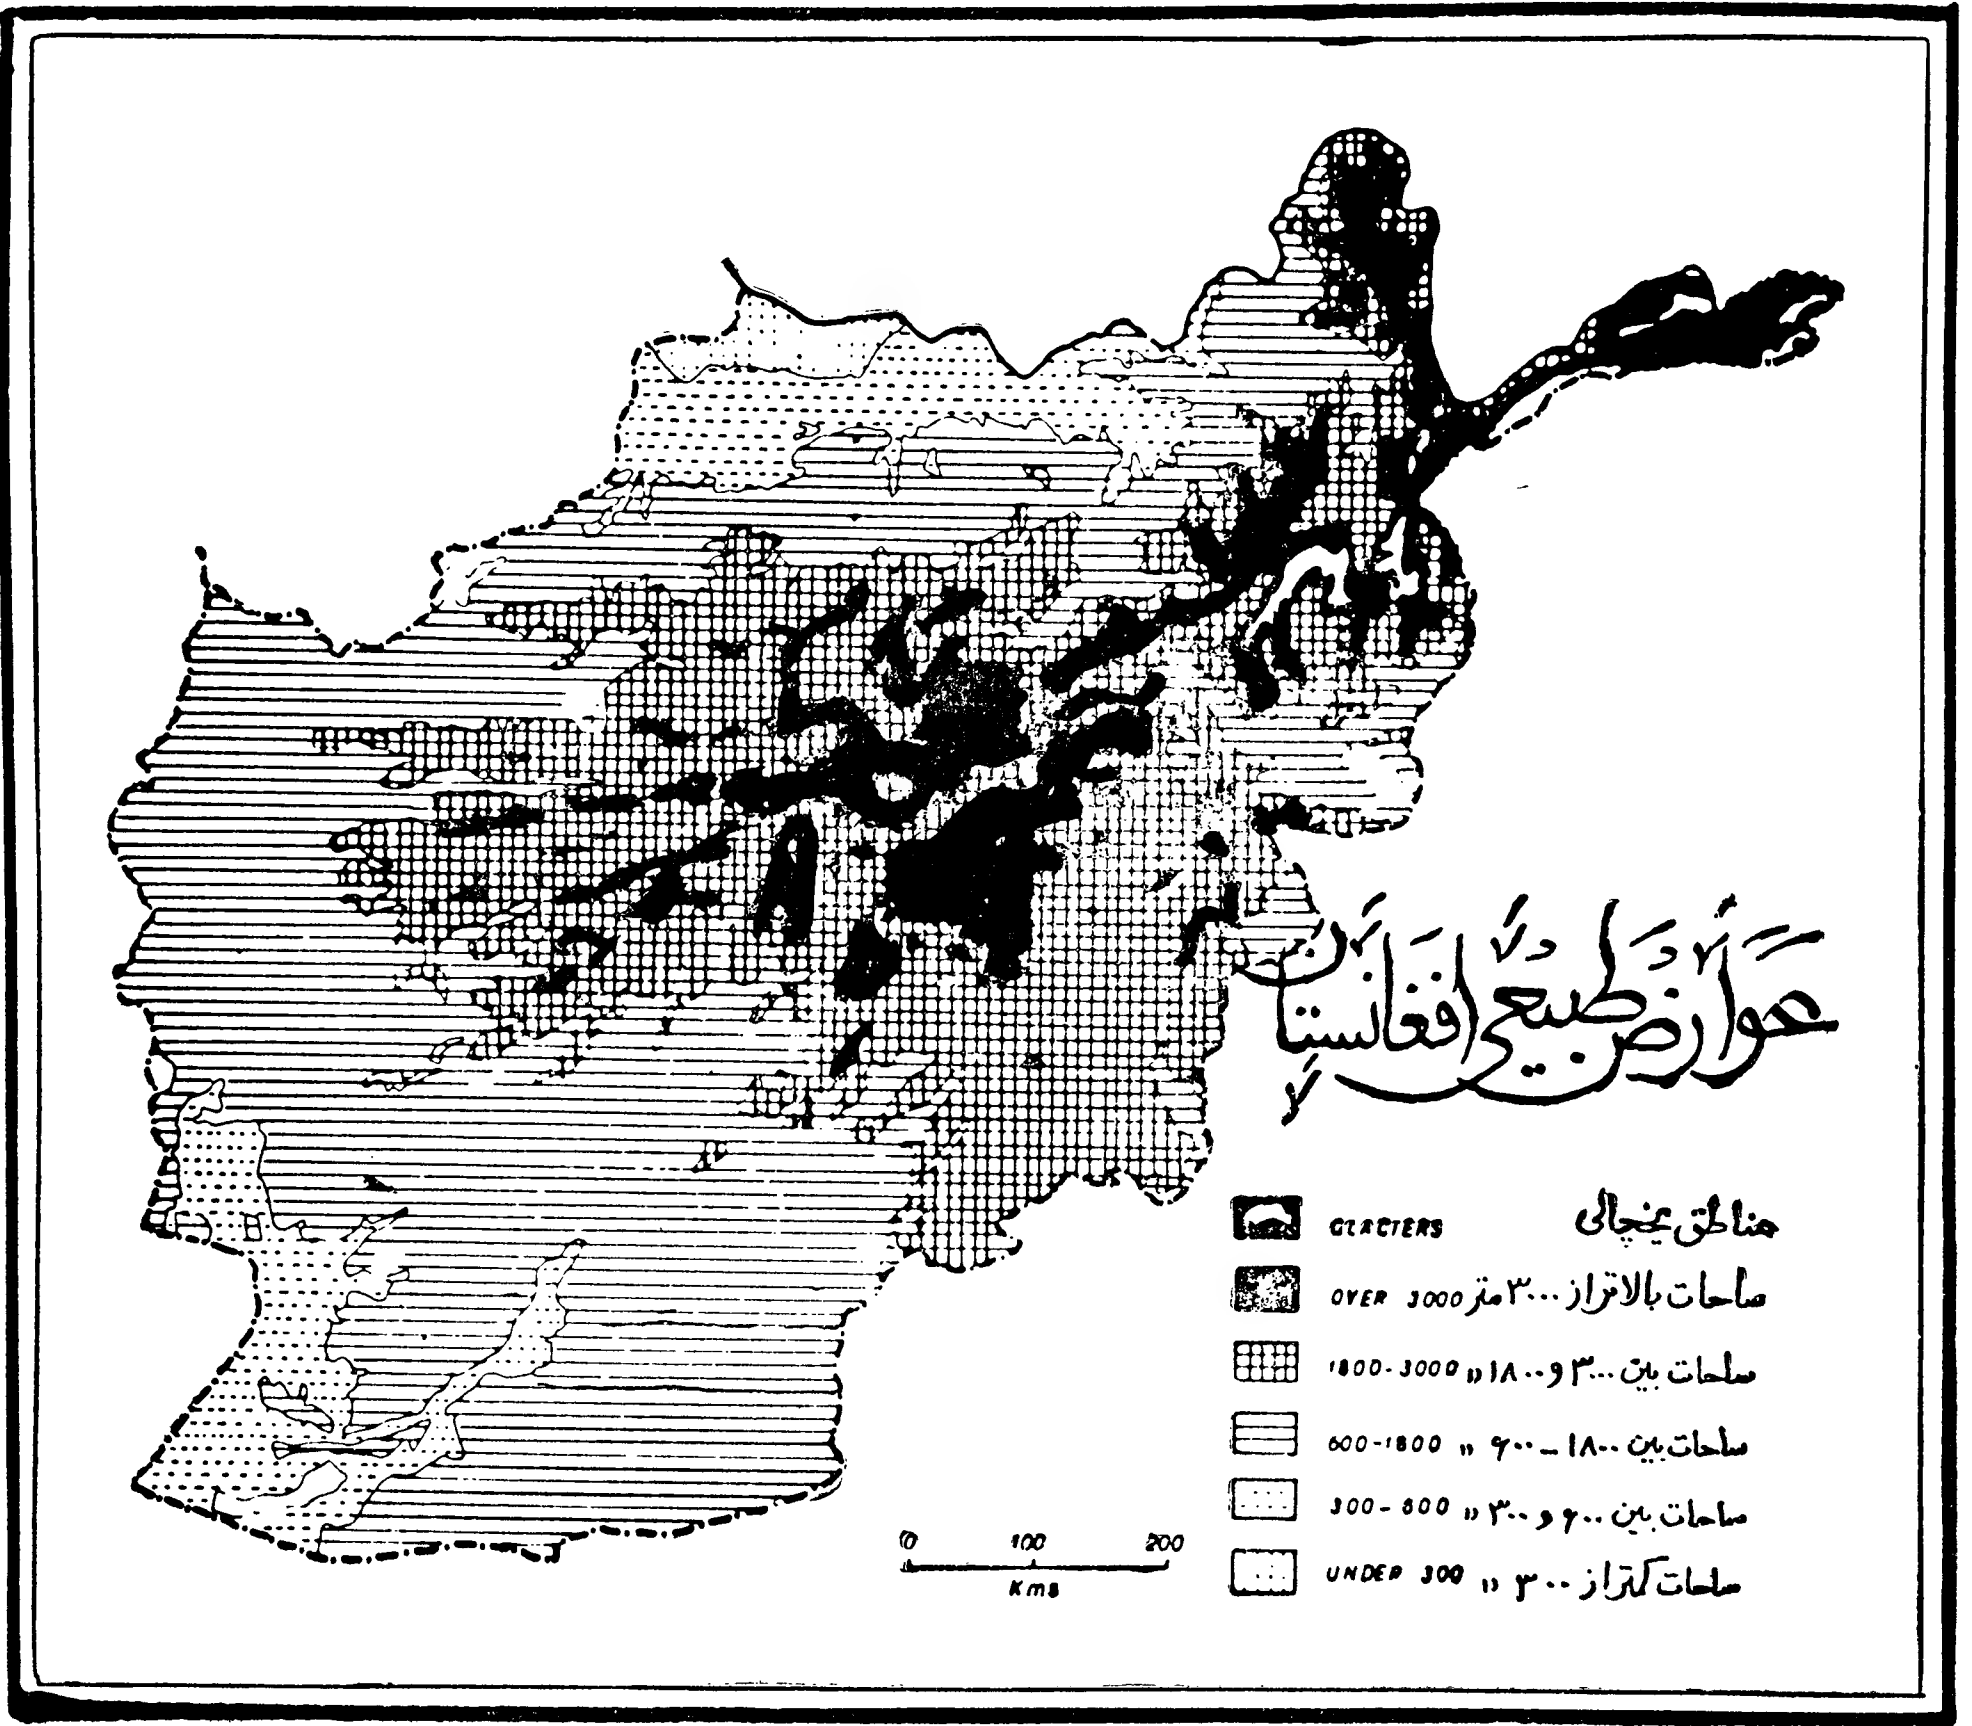 عوارض طبیعی افغانستان
GLACIERS مناطق یخچالی
OVER 3000 ساحات بالاتر از ۳۰۰۰ متر
1800-3000 ساحات بین ۳۰۰۰ و ۱۸۰۰ "
600-1800 ساحات بین ۱۸۰۰ - ۶۰۰ "
300-600 ساحات بین ۶۰۰ و ۳۰۰ "
UNDER 300 ساحات کمتر از ۳۰۰ "
0 100 200
Kms